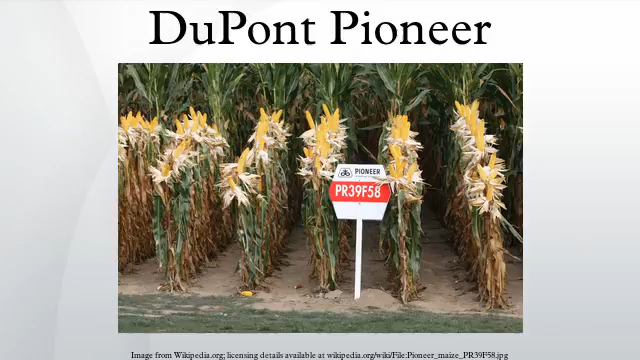 DuPont Pioneer
PIONEER
PR39F58
Image from Wikipedia.org; licensing details available at wikipedia.org/wiki/File:Pioneer_maize_PR39F58.jpg